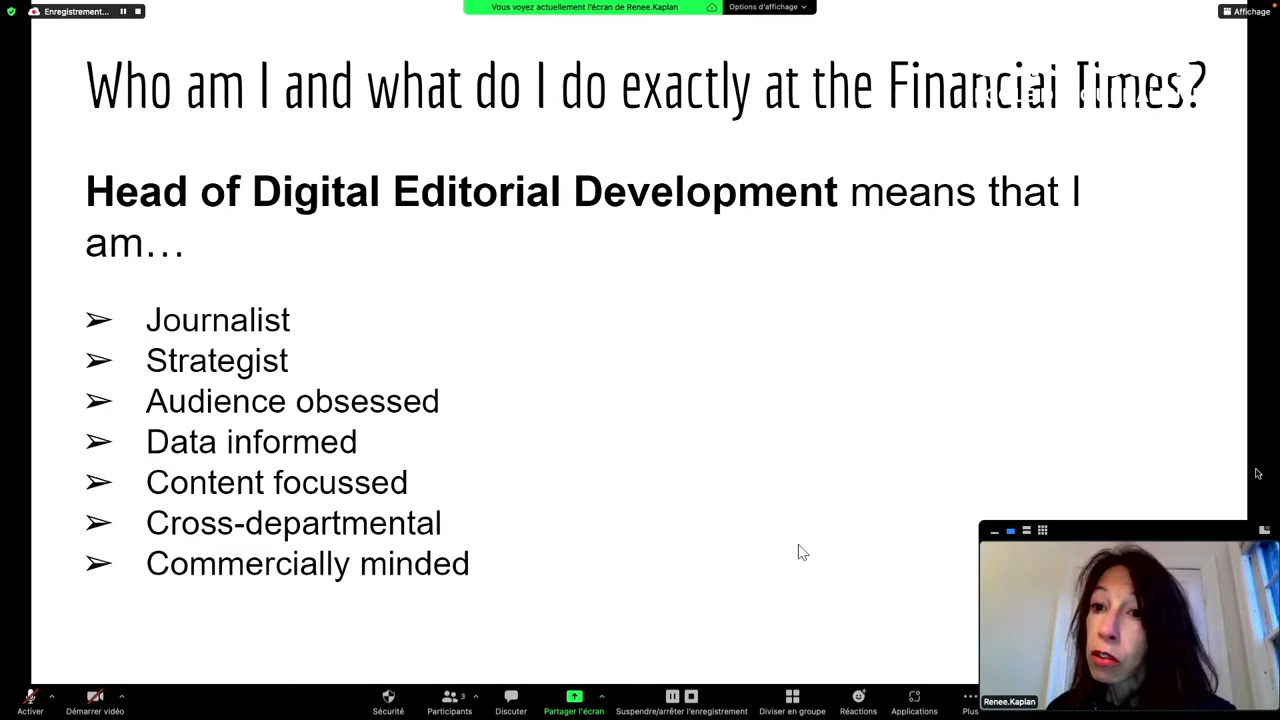 Enregistrement...
Vous voyez actuellement l'écran de Renee.Kaplan
Options d'affichage
Affichage
Who am I and what do I do exactly at the Financial Times?
Head of Digital Editorial Development means that I
am…
➢ Journalist
➢ Strategist
➢ Audience obsessed
➢ Data informed
➢ Content focussed
➢ Cross-departmental
➢ Commercially minded
Renee.Kaplan
Activer
Démarrer vidéo
Sécurité
Participants
3
Discuter
Partager l'écran
Suspendre/arrêter l'enregistrement
Diviser en groupe
Réactions
Applications
Plus